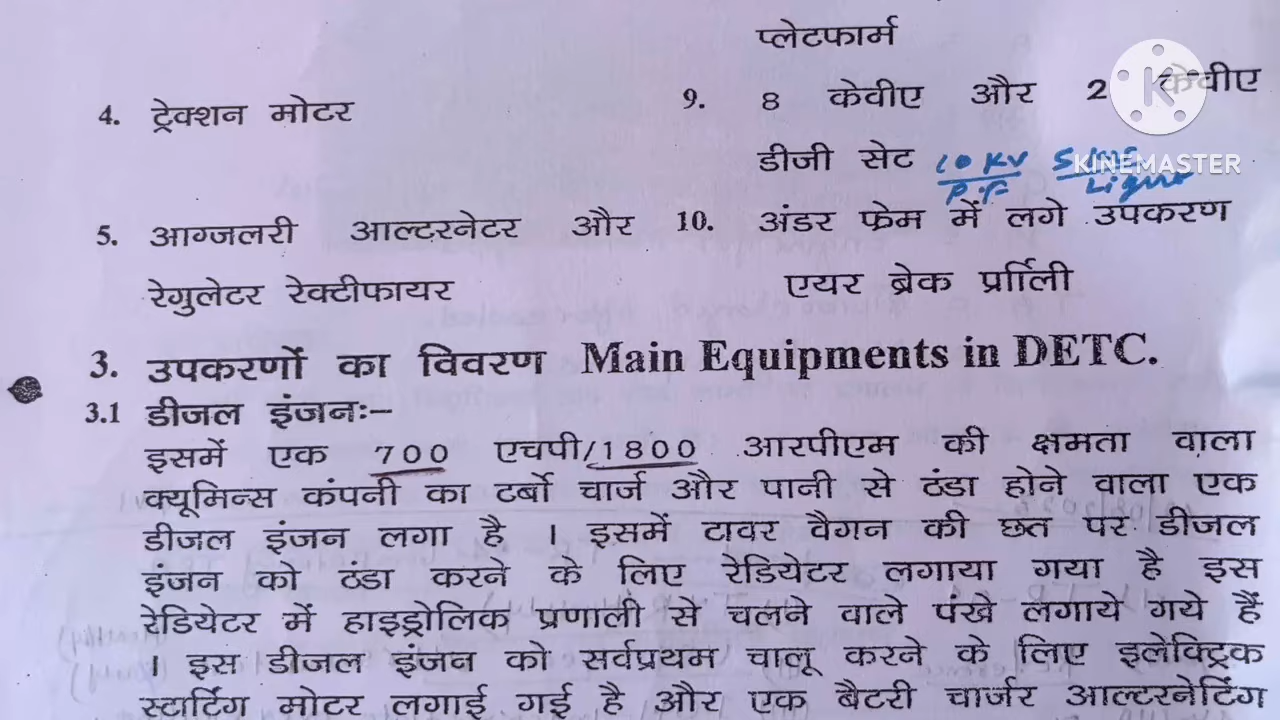 प्लेटफार्म
4. ट्रेक्शन मोटर
9. 8 केवीए और 2 केवीए
डीजी सेट 10 KV
KINEMASTER
5. आग्जलरी आल्टरनेटर और
10. अंडर फ्रेम में लगे उपकरण
रेगुलेटर रेक्टीफायर
एयर ब्रेक
3. उपकरणों का विवरण Main Equipments in DETC.
3.1 डीजल इंजनः–
इसमें एक 700 एचपी/1800 आरपीएम की क्षमता वाला
क्यूमिन्स कंपनी का टर्बो चार्ज और पानी से ठंडा होने वाला एक
डीजल इंजन लगा है । इसमें टावर वैगन की छत पर डीजल
इंजन को ठंडा करने के लिए रेडियेटर लगाया गया है इस
रेडियेटर में हाइड्रोलिक प्रणाली से चलने वाले पंखे लगाये गये हैं
। इस डीजल इंजन को सर्वप्रथम चालू करने के लिए इलेक्ट्रिक
स्टार्टिंग मोटर लगाई गई है और एक बैटरी चार्जर आल्टरनेटिंग